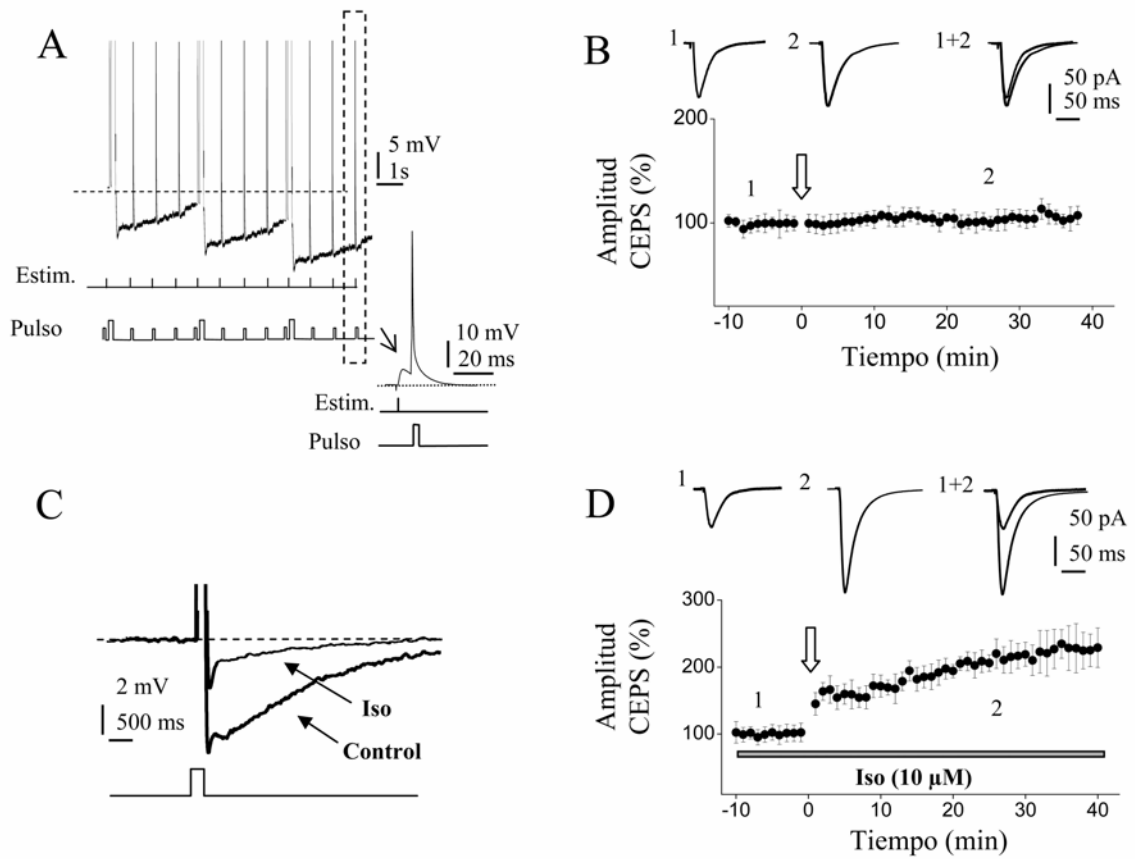 A
5 mV
1s
Estim.
Pulso
10 mV
20 ms
Estim.
Pulso
B
1
2
1+2
50 pA
50 ms
200
100
1
2
Amplitud
CEPS (%)
-10 0 10 20 30 40
Tiempo (min)
C
2 mV
500 ms
Iso
Control
D
1
2
1+2
50 pA
50 ms
300
200
100
1
2
Amplitud
CEPS (%)
Iso (10 µM)
-10 0 10 20 30 40
Tiempo (min)